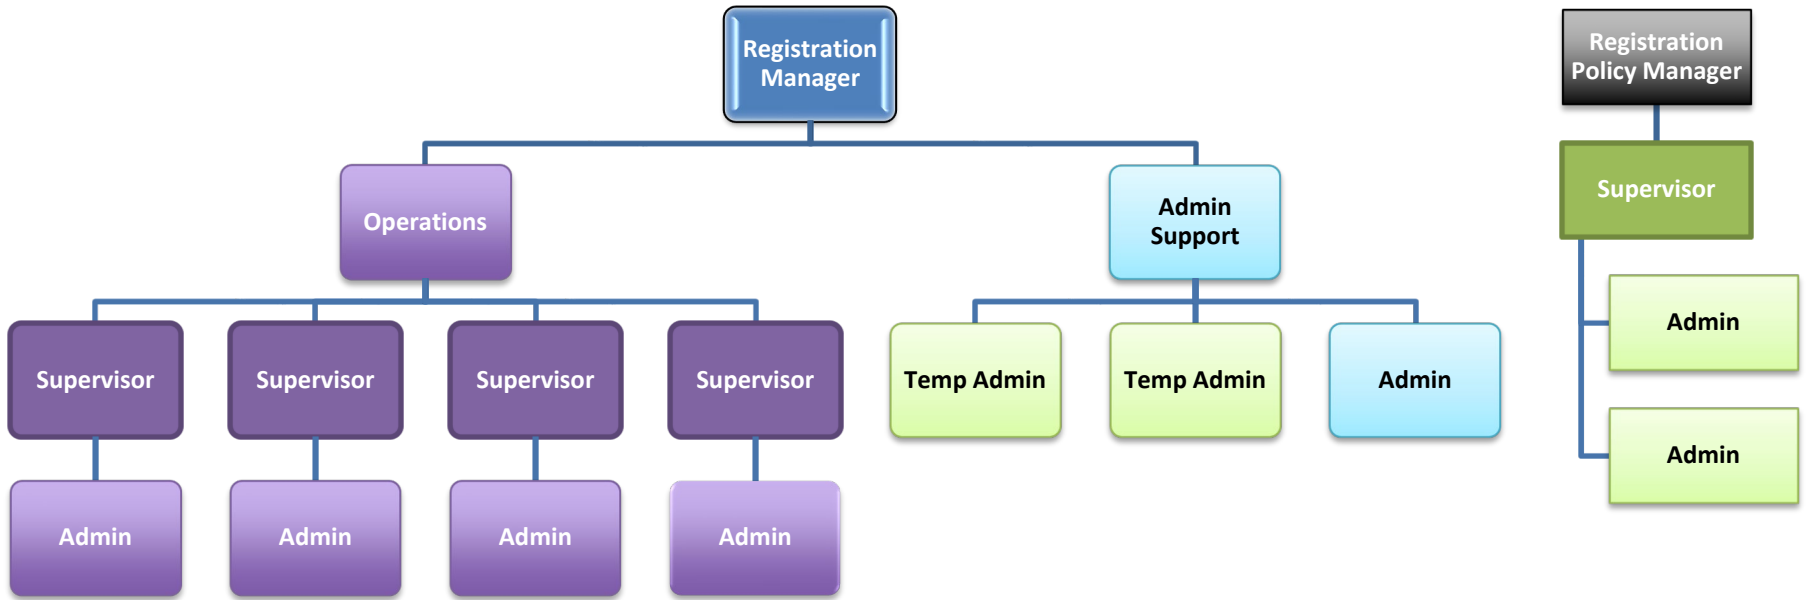 Registration
Manager
Registration
Policy Manager
Operations
Admin
Support
Supervisor
Supervisor
Supervisor
Supervisor
Supervisor
Temp Admin
Temp Admin
Admin
Admin
Admin
Admin
Admin
Admin
Admin